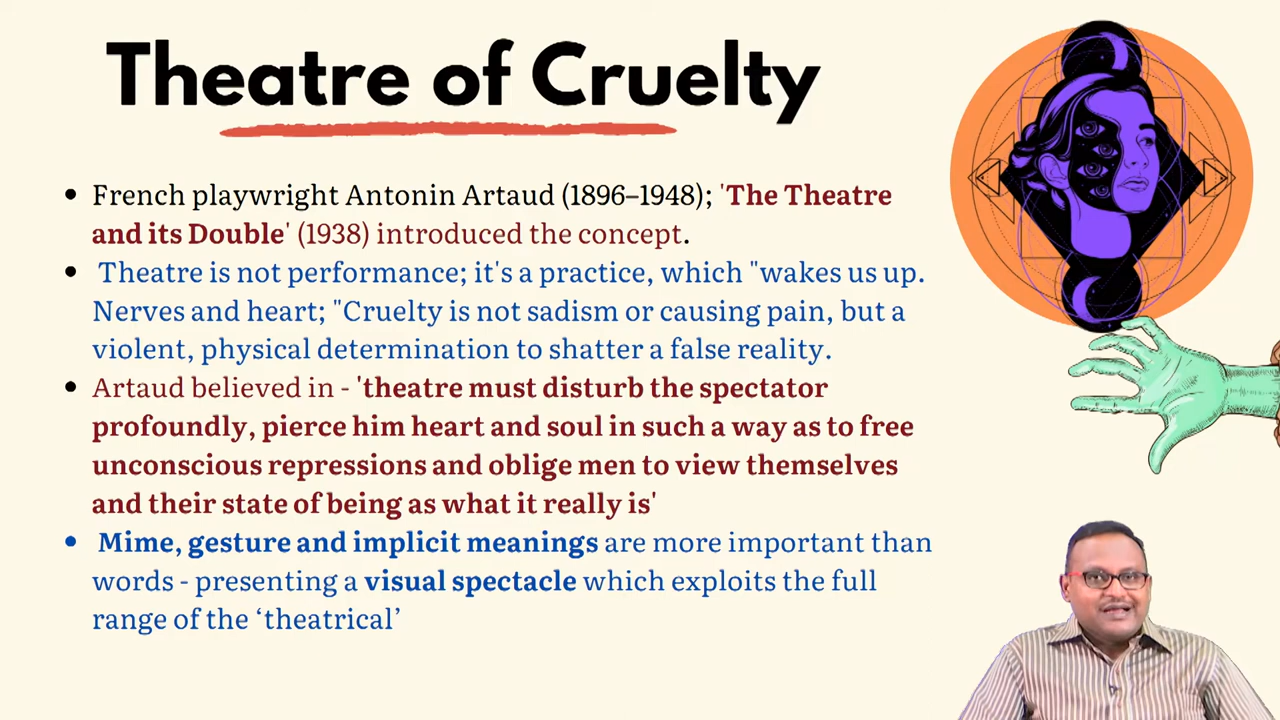 Theatre of Cruelty
• French playwright Antonin Artaud (1896–1948); 'The Theatre
and its Double' (1938) introduced the concept.
• Theatre is not performance; it's a practice, which "wakes us up.
Nerves and heart; "Cruelty is not sadism or causing pain, but a
violent, physical determination to shatter a false reality.
• Artaud believed in - 'theatre must disturb the spectator
profoundly, pierce him heart and soul in such a way as to free
unconscious repressions and oblige men to view themselves
and their state of being as what it really is'
• Mime, gesture and implicit meanings are more important than
words - presenting a visual spectacle which exploits the full
range of the ‘theatrical’